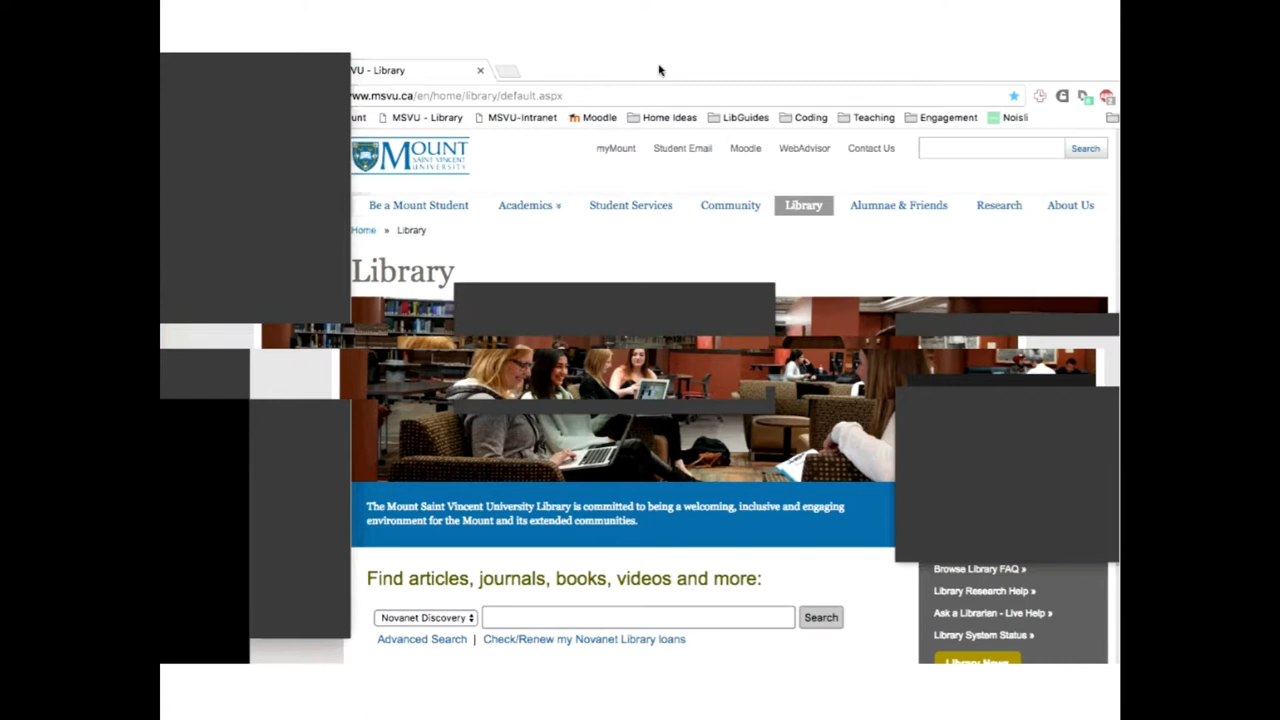 VU - Library
ww.msvu.ca/en/home/library/default.aspx
unt MSVU - Library MSVU-Intranet Moodle Home Ideas LibGuides Coding Teaching Engagement Noisli
MOUNT
SAINT VINCENT
UNIVERSITY
myMount Student Email Moodle WebAdvisor Contact Us Search
Be a Mount Student Academics Student Services Community Library Alumnae & Friends Research About Us
Home » Library
Library
The Mount Saint Vincent University Library is committed to being a welcoming, inclusive and engaging
environment for the Mount and its extended communities.
Find articles, journals, books, videos and more:
Novanet Discovery Search
Advanced Search | Check/Renew my Novanet Library loans
Browse Library FAQ »
Library Research Help »
Ask a Librarian - Live Help »
Library System Status »
Library News